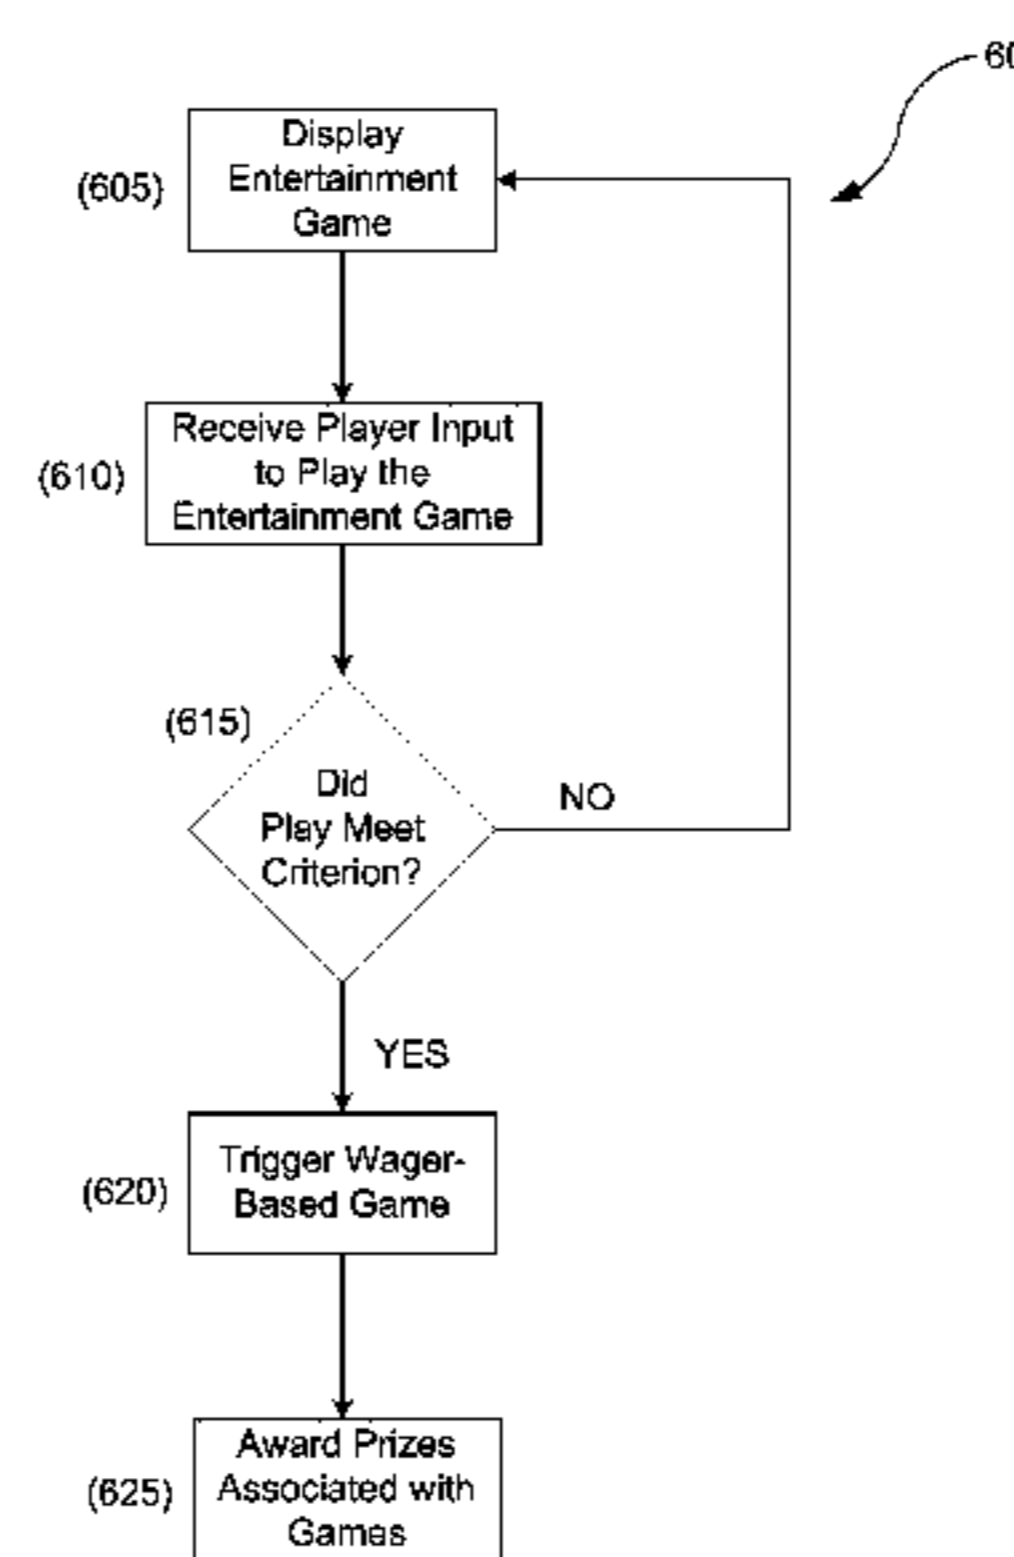 (605)
Display
Entertainment
Game
(610)
Receive Player Input
to Play the
Entertainment Game
(615)
Did
Play Meet
Criterion?
NO
YES
(620)
Trigger Wager-
Based Game
(625)
Award Prizes
Associated with
Games